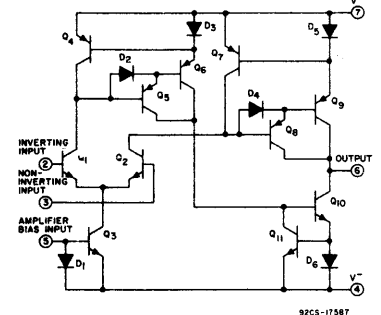 V+
7
Q4
D3
D5
D2
Q6
Q7
Q5
D4
Q9
Q8
INVERTING
INPUT
2
Q1
Q2
OUTPUT
6
NON-
INVERTING
INPUT
3
Q10
AMPLIFIER
BIAS INPUT
5
Q3
Q11
D1
D6
V-
4
92CS-17587